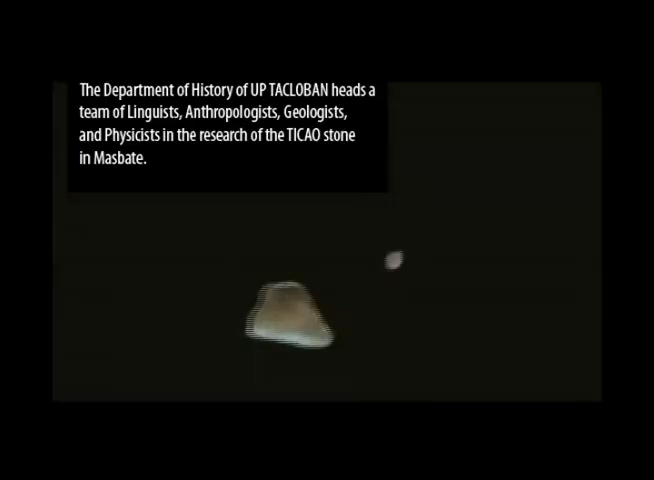 The Department of History of UP TACLOBAN heads a
team of Linguists, Anthropologists, Geologists,
and Physicists in the research of the TICAO stone
in Masbate.